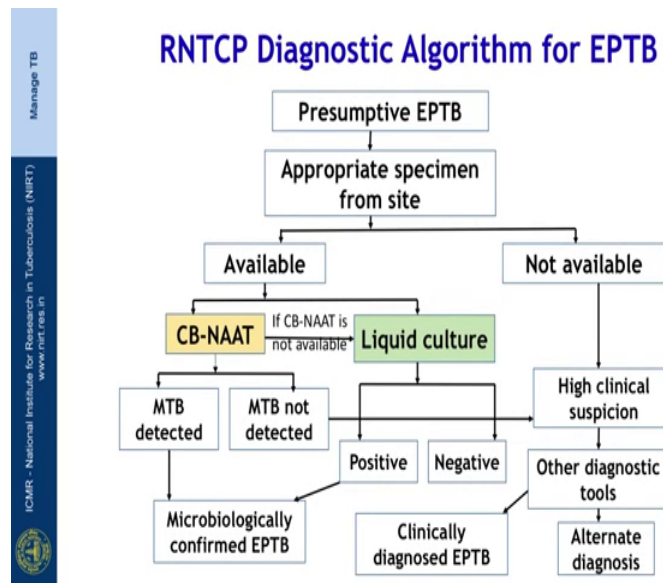 RNTCP Diagnostic Algorithm for EPTB
Manage TB
ICMR - National Institute for Research in Tuberculosis (NIRT)
www.nirt.res.in
Presumptive EPTB
Appropriate specimen
from site
Available
Not available
CB-NAAT
If CB-NAAT is
not available
Liquid culture
MTB
detected
MTB not
detected
High clinical
suspicion
Positive
Negative
Other diagnostic
tools
Microbiologically
confirmed EPTB
Clinically
diagnosed EPTB
Alternate
diagnosis